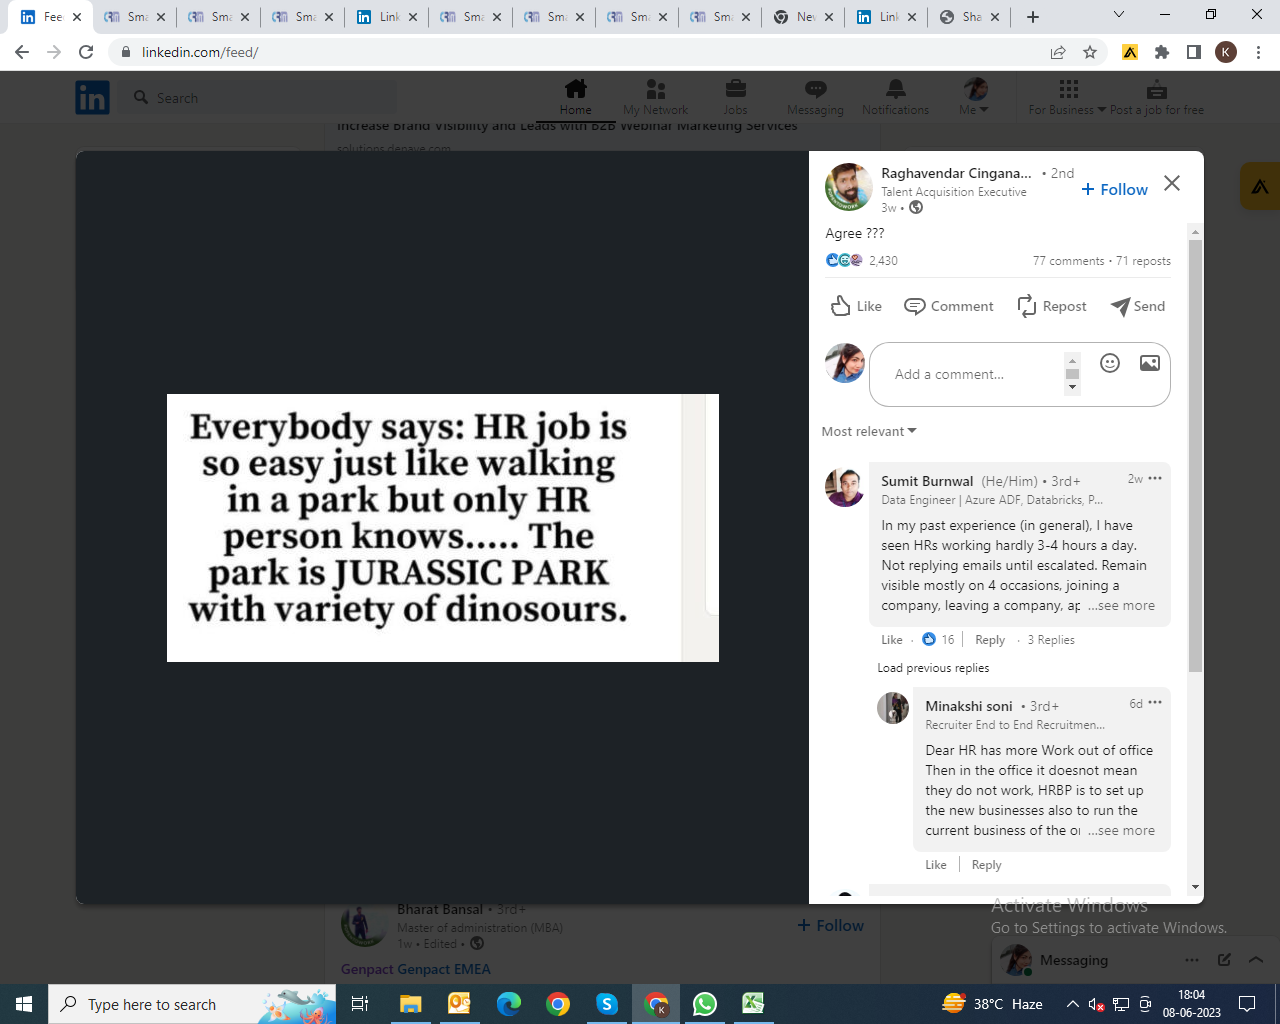 Fee
Sma
Sma
Sma
Link
Sma
Sma
Sma
Sma
Nev
Link
Sha
linkedin.com/feed/
K
in
Search
Home
My Network
Jobs
Messaging
Notifications
Me
For Business
Post a job for free
Increase Brand Visibility and Leads with B2B Webinar Marketing Services
solutions.denave.com
Everybody says: HR job is
so easy just like walking
in a park but only HR
person knows..... The
park is JURASSIC PARK
with variety of dinosours.
Raghavendar Cingana... • 2nd
Talent Acquisition Executive
3w •
+ Follow
Agree ???
2,430
77 comments • 71 reposts
Like
Comment
Repost
Send
Add a comment...
Most relevant
Sumit Burnwal (He/Him) • 3rd+
2w
Data Engineer | Azure ADF, Databricks, P...
In my past experience (in general), I have
seen HRs working hardly 3-4 hours a day.
Not replying emails until escalated. Remain
visible mostly on 4 occasions, joining a
company, leaving a company, ap ...see more
Like · 16 | Reply · 3 Replies
Load previous replies
Minakshi soni • 3rd+
6d
Recruiter End to End Recruitmen...
Dear HR has more Work out of office
Then in the office it doesnot mean
they do not work, HRBP is to set up
the new businesses also to run the
current business of the or ...see more
Like | Reply
Bharat Bansal • 3rd+
Master of administration (MBA)
1w • Edited •
+ Follow
Genpact Genpact EMEA
Activate Windows
Go to Settings to activate Windows.
Messaging
Type here to search
38°C Haze
18:04
08-06-2023